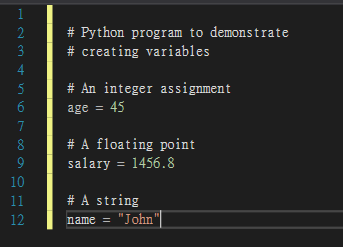 1
2 # Python program to demonstrate
3 # creating variables
4
5 # An integer assignment
6 age = 45
7
8 # A floating point
9 salary = 1456.8
10
11 # A string
12 name = "John"